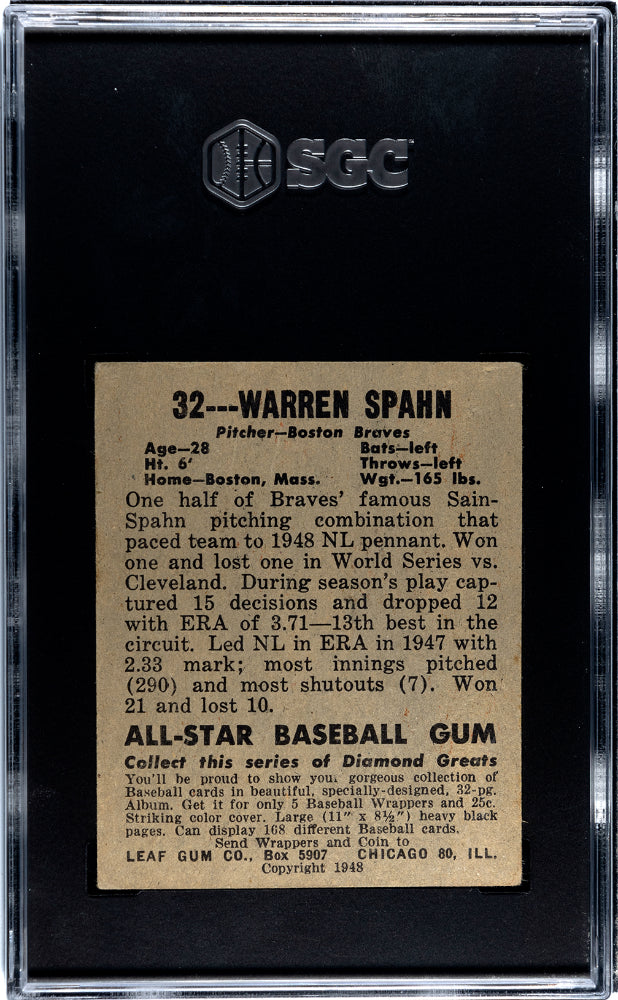 SGC
32---WARREN SPAHN
Pitcher—Boston Braves
Age—28 Bats—left
Ht. 6' Throws—left
Home—Boston, Mass. Wgt.—165 lbs.
One half of Braves' famous Sain-
Spahn pitching combination that
paced team to 1948 NL pennant. Won
one and lost one in World Series vs.
Cleveland. During season's play cap-
tured 15 decisions and dropped 12
with ERA of 3.71—13th best in the
circuit. Led NL in ERA in 1947 with
2.33 mark; most innings pitched
(290) and most shutouts (7). Won
21 and lost 10.
ALL-STAR BASEBALL GUM
Collect this series of Diamond Greats
You'll be proud to show your gorgeous collection of
Baseball cards in beautiful, specially-designed, 32-pg.
Album. Get it for only 5 Baseball Wrappers and 25c.
Striking color cover. Large (11" x 8½") heavy black
pages. Can display 168 different Baseball cards.
Send Wrappers and Coin to
LEAF GUM CO., Box 5907 CHICAGO 80, ILL.
Copyright 1948